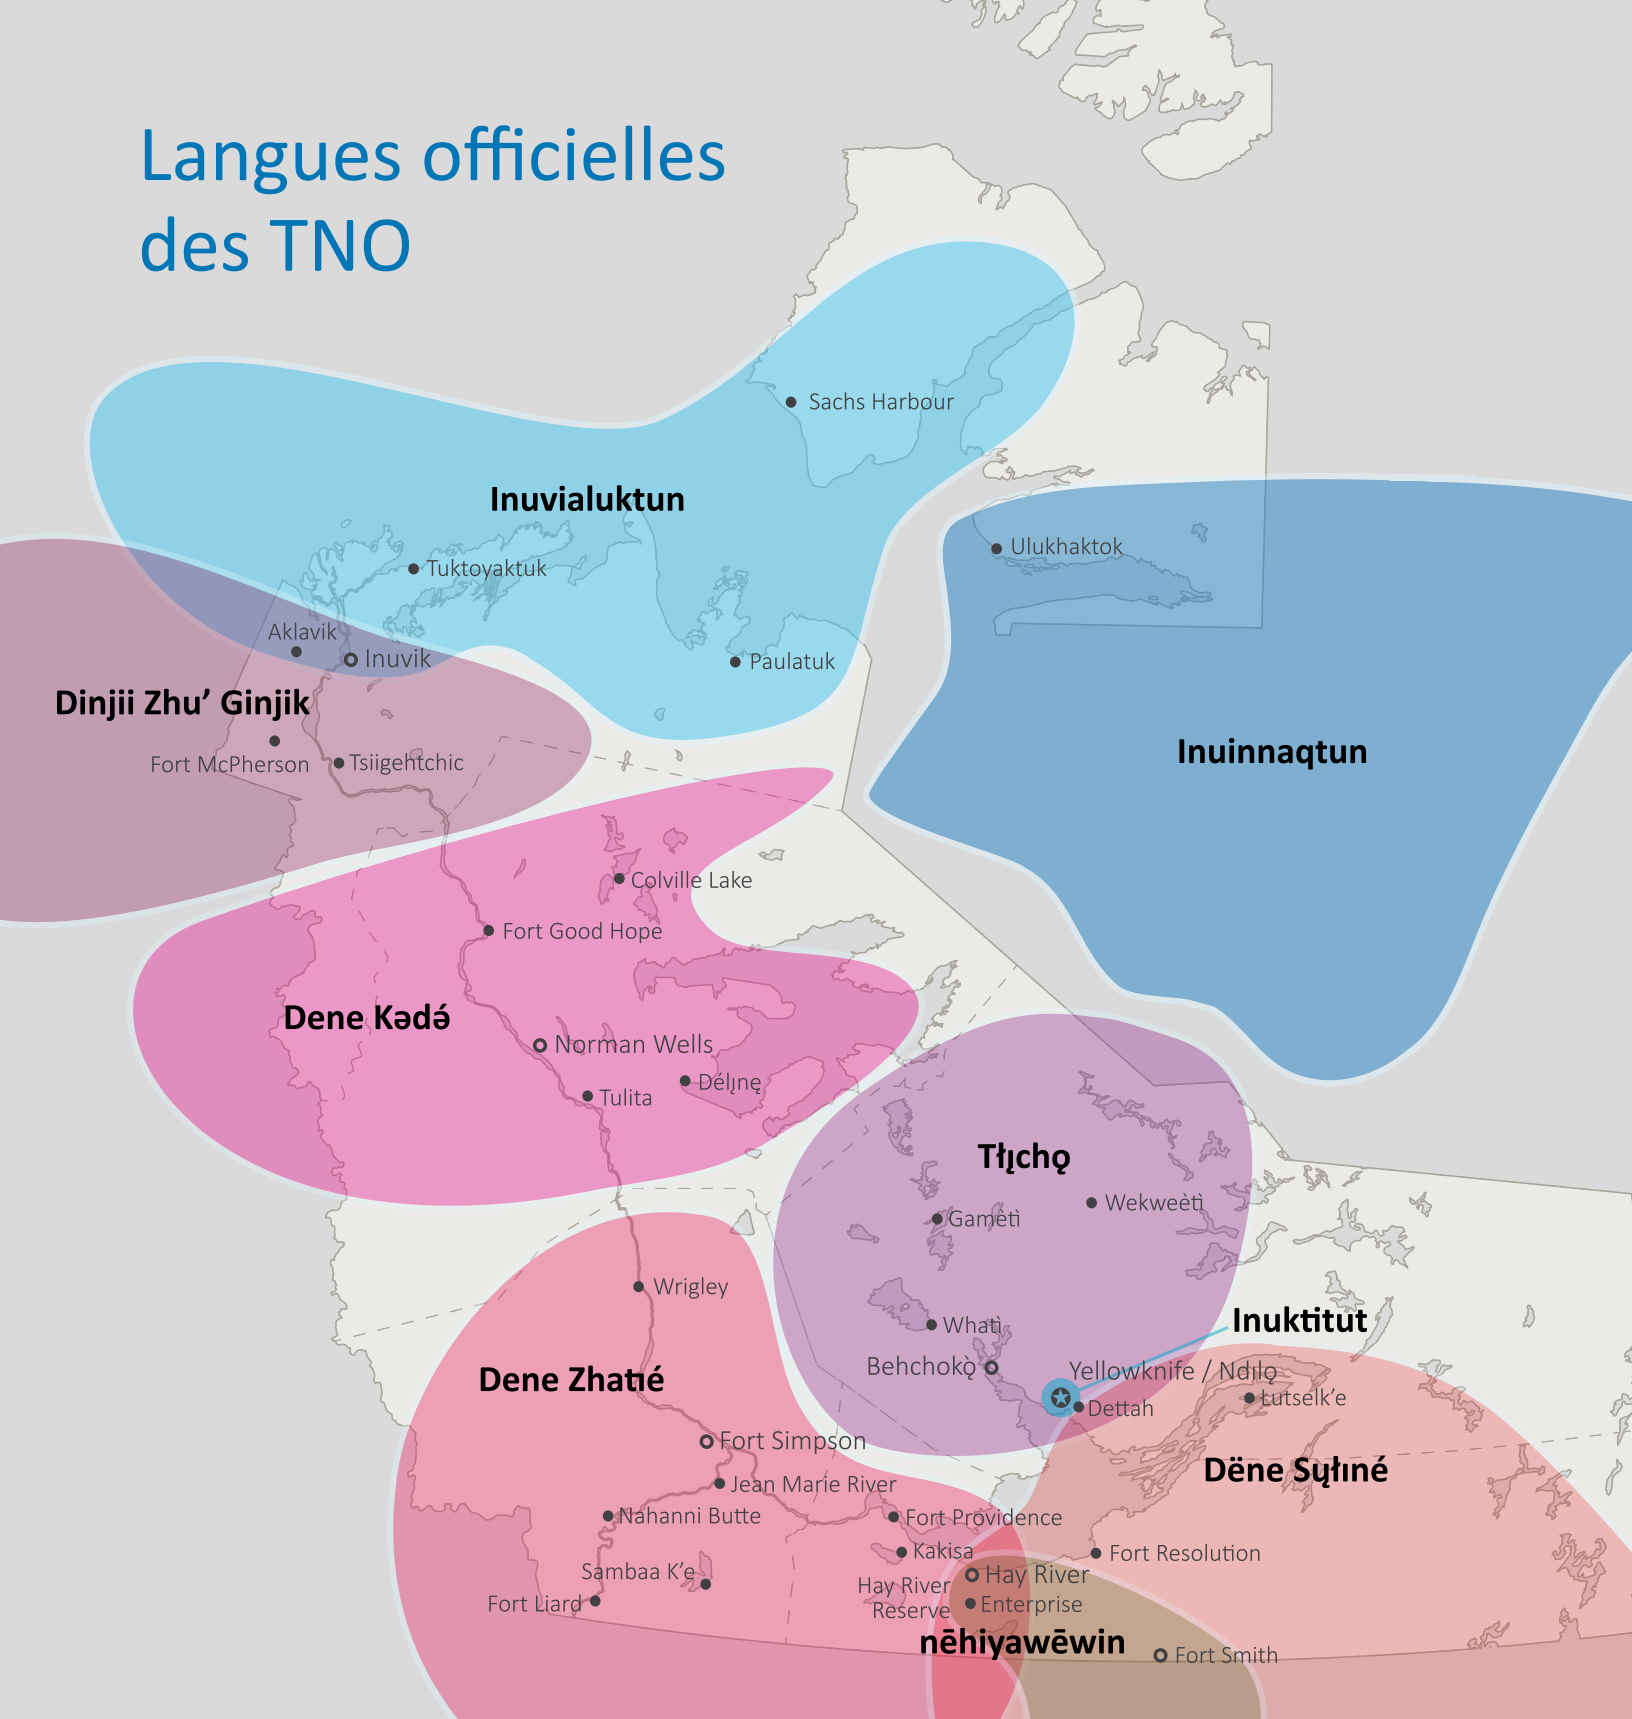 Langues officielles
des TNO
Sachs Harbour
Inuvialuktun
Ulukhaktok
Tuktoyaktuk
Aklavik
Inuvik
Paulatuk
Dinjii Zhu’ Ginjik
Inuinnaqtun
Fort McPherson
Tsiigehtchic
Colville Lake
Fort Good Hope
Dene Kǝdǝ́
Norman Wells
Délı̨nę
Tulita
Tłı̨chǫ
Wekweètì
Gamètì
Wrigley
Inuktitut
Whatì
Behchokǫ̀
Yellowknife / Ndılǫ
Dene Zhatıé
Łutselk’e
Dettah
Fort Simpson
Dëne Sųłıné
Jean Marie River
Nahanni Butte
Fort Providence
Kakisa
Fort Resolution
Sambaa K’e
Hay River
Hay River
Reserve
Fort Liard
Enterprise
nēhiyawēwin
Fort Smith